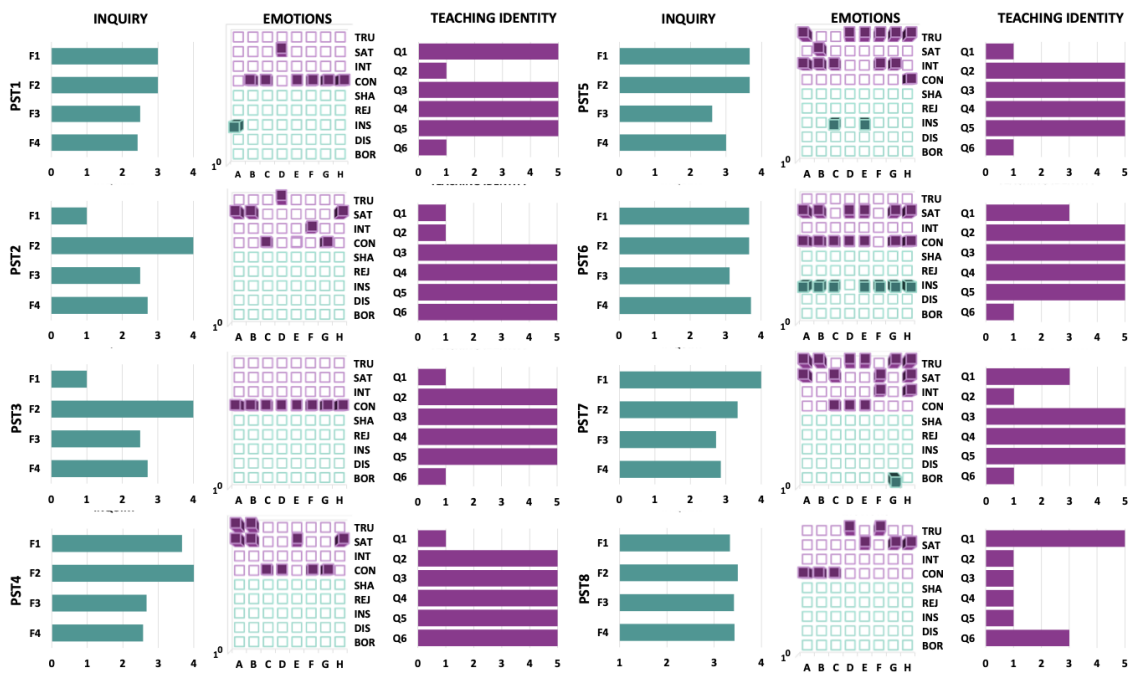 INQUIRY EMOTIONS TEACHING IDENTITY INQUIRY EMOTIONS TEACHING IDENTITY
PST1
F1
F2
F3
F4
0 1 2 3 4
TRU
SAT
INT
CON
SHA
REJ
INS
DIS
BOR
1⁰
A B C D E F G H
Q1
Q2
Q3
Q4
Q5
Q6
0 1 2 3 4 5
PST5
F1
F2
F3
F4
0 1 2 3 4
TRU
SAT
INT
CON
SHA
REJ
INS
DIS
BOR
1⁰
A B C D E F G H
Q1
Q2
Q3
Q4
Q5
Q6
0 1 2 3 4 5
TEACHING IDENTITY
PST2
F1
F2
F3
F4
0 1 2 3 4
TRU
SAT
INT
CON
SHA
REJ
INS
DIS
BOR
1⁰
A B C D E F G H
Q1
Q2
Q3
Q4
Q5
Q6
0 1 2 3 4 5
PST6
F1
F2
F3
F4
0 1 2 3 4
TRU
SAT
INT
CON
SHA
REJ
INS
DIS
BOR
1⁰
A B C D E F G H
Q1
Q2
Q3
Q4
Q5
Q6
0 1 2 3 4 5
PST3
F1
F2
F3
F4
0 1 2 3 4
TRU
SAT
INT
CON
SHA
REJ
INS
DIS
BOR
1⁰
A B C D E F G H
Q1
Q2
Q3
Q4
Q5
Q6
0 1 2 3 4 5
PST7
F1
F2
F3
F4
0 1 2 3 4
TRU
SAT
INT
CON
SHA
REJ
INS
DIS
BOR
1⁰
A B C D E F G H
Q1
Q2
Q3
Q4
Q5
Q6
0 1 2 3 4 5
INQUIRY
PST4
F1
F2
F3
F4
0 1 2 3 4
TRU
SAT
INT
CON
SHA
REJ
INS
DIS
BOR
1⁰
A B C D E F G H
Q1
Q2
Q3
Q4
Q5
Q6
0 1 2 3 4 5
PST8
F1
F2
F3
F4
1 2 3 4
TRU
SAT
INT
CON
SHA
REJ
INS
DIS
BOR
1⁰
A B C D E F G H
Q1
Q2
Q3
Q4
Q5
Q6
0 1 2 3 4 5